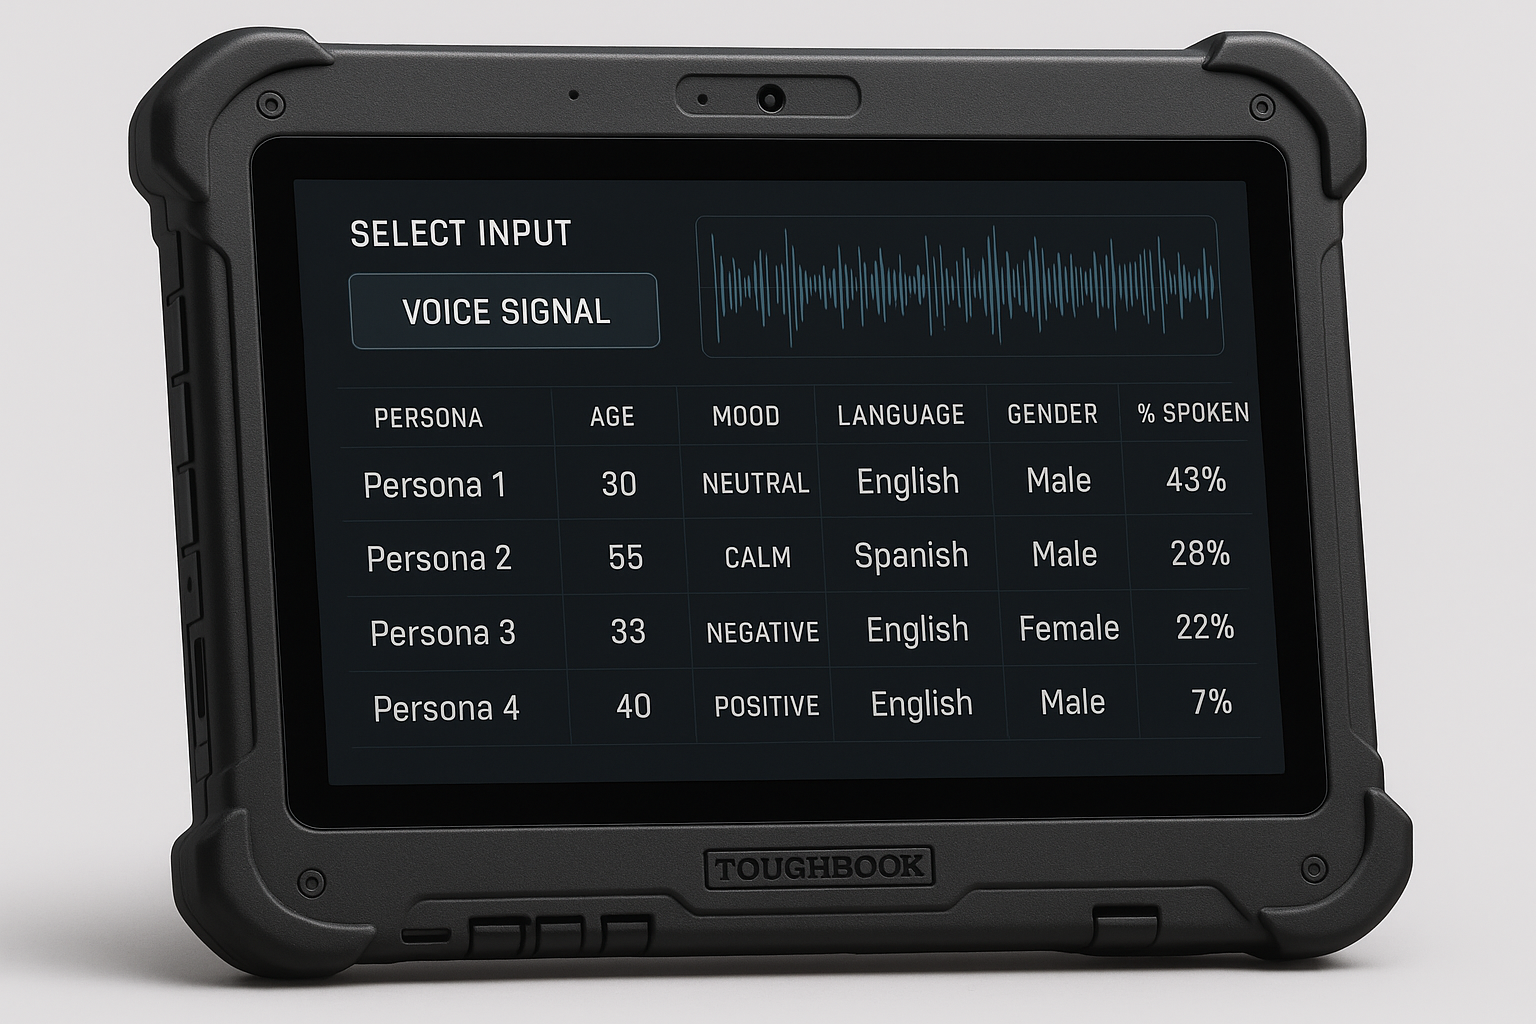 SELECT INPUT
VOICE SIGNAL
PERSONA AGE MOOD LANGUAGE GENDER % SPOKEN
Persona 1 30 NEUTRAL English Male 43%
Persona 2 55 CALM Spanish Male 28%
Persona 3 33 NEGATIVE English Female 22%
Persona 4 40 POSITIVE English Male 7%
TOUGHBOOK